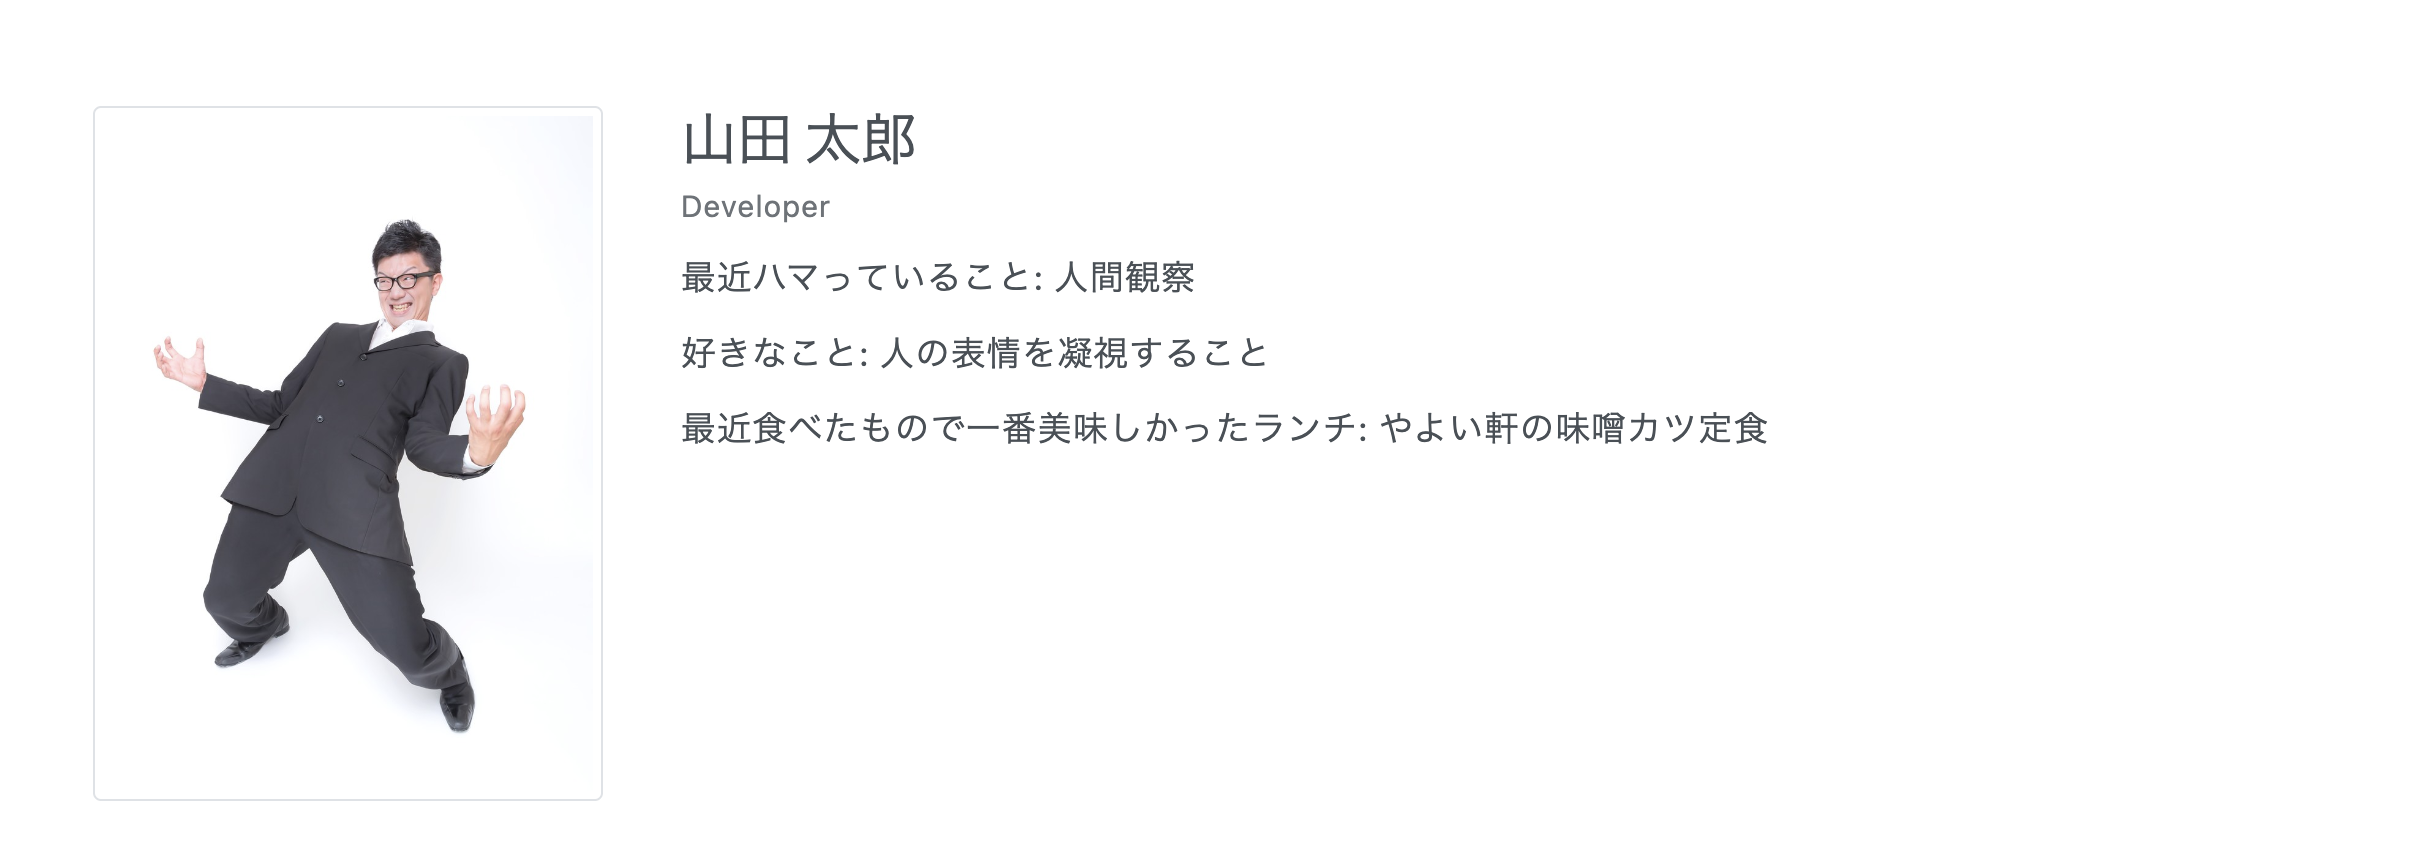 山田 太郎
Developer
最近ハマっていること: 人間観察
好きなこと: 人の表情を凝視すること
最近食べたもので一番美味しかったランチ: やよい軒の味噌カツ定食